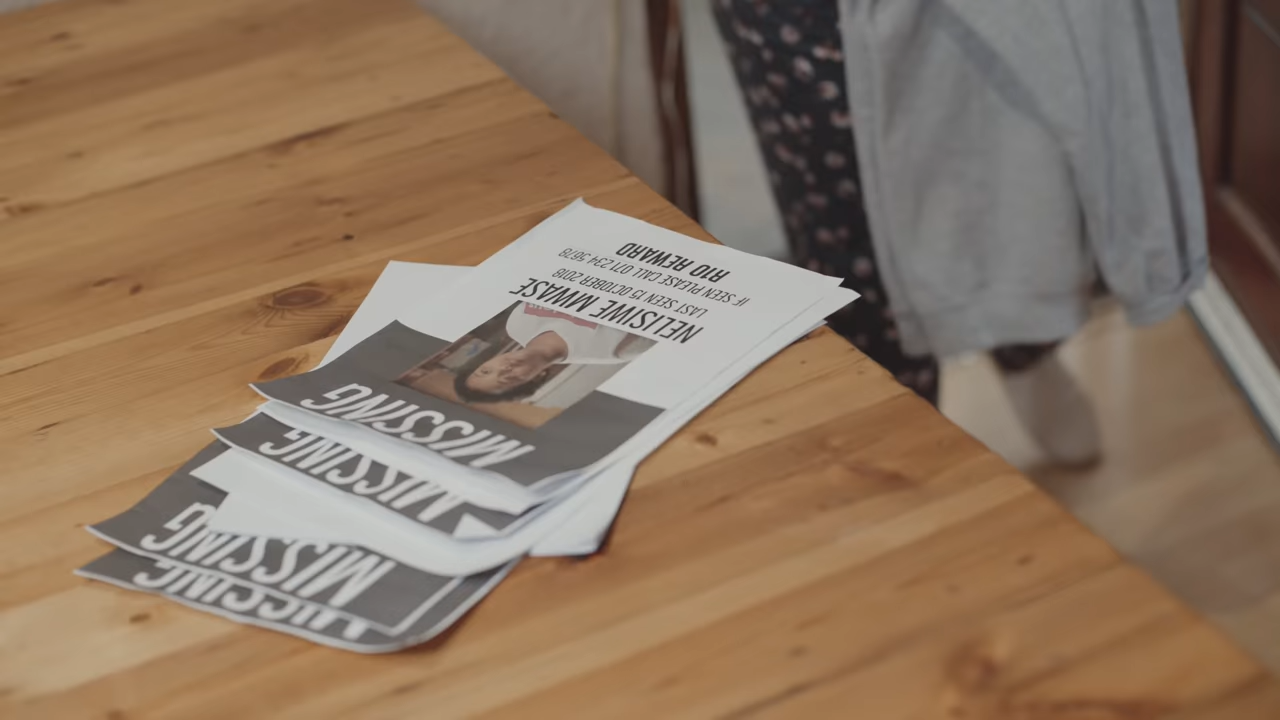 MISSING
NELISIWE MWASE
LAST SEEN 15 OCTOBER 2018
IF SEEN PLEASE CALL 071 234 5678
R10 REWARD
MISSING
MISSING
MISSING